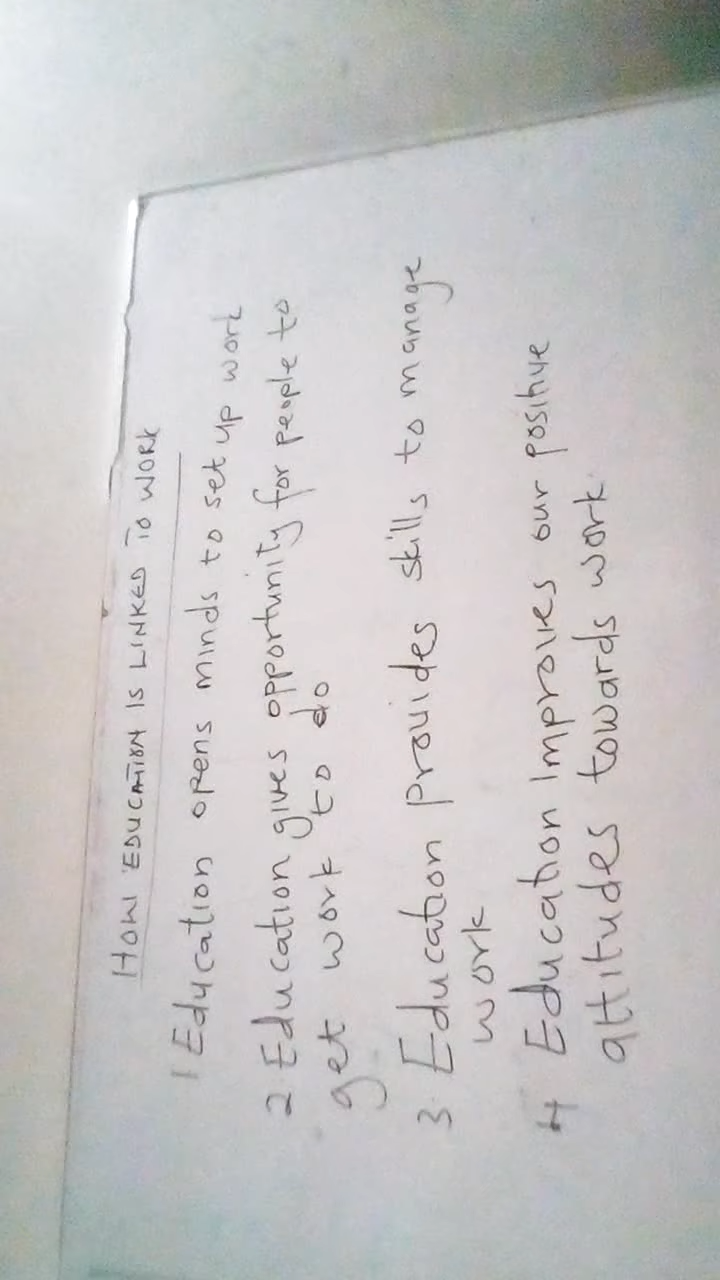 HOW EDUCATION IS LINKED TO WORK
1 Education opens minds to set up work
2 Education gives opportunity for people to
get work to do
3. Education provides skills to manage
work
4 Education Improves our positive
attitudes towards work.